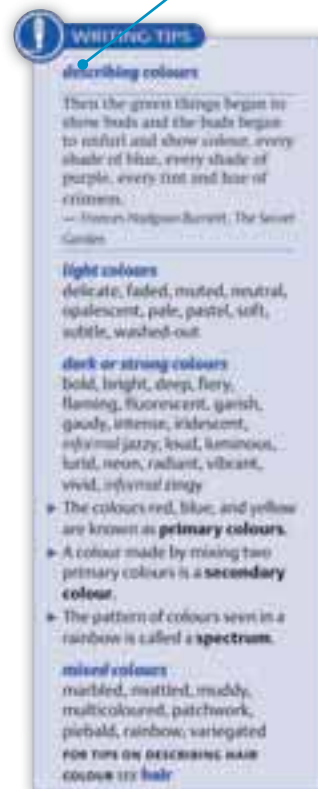 WRITING TIPS
describing colours
Then the green things began to
show buds and the buds began
to unfurl and show colour, every
shade of blue, every shade of
purple, every tint and hue of
crimson.
— Frances Hodgson Burnett, The Secret
Garden
light colours
delicate, faded, muted, neutral,
opalescent, pale, pastel, soft,
subtle, washed-out
dark or strong colours
bold, bright, deep, fiery,
flaming, fluorescent, garish,
gaudy, intense, iridescent,
informal jazzy, loud, luminous,
lurid, neon, radiant, vibrant,
vivid, informal zingy
▶ The colours red, blue, and yellow
are known as primary colours.
▶ A colour made by mixing two
primary colours is a secondary
colour.
▶ The pattern of colours seen in a
rainbow is called a spectrum.
mixed colours
marbled, mottled, muddy,
multicoloured, patchwork,
piebald, rainbow, variegated
FOR TIPS ON DESCRIBING HAIR
COLOUR SEE hair